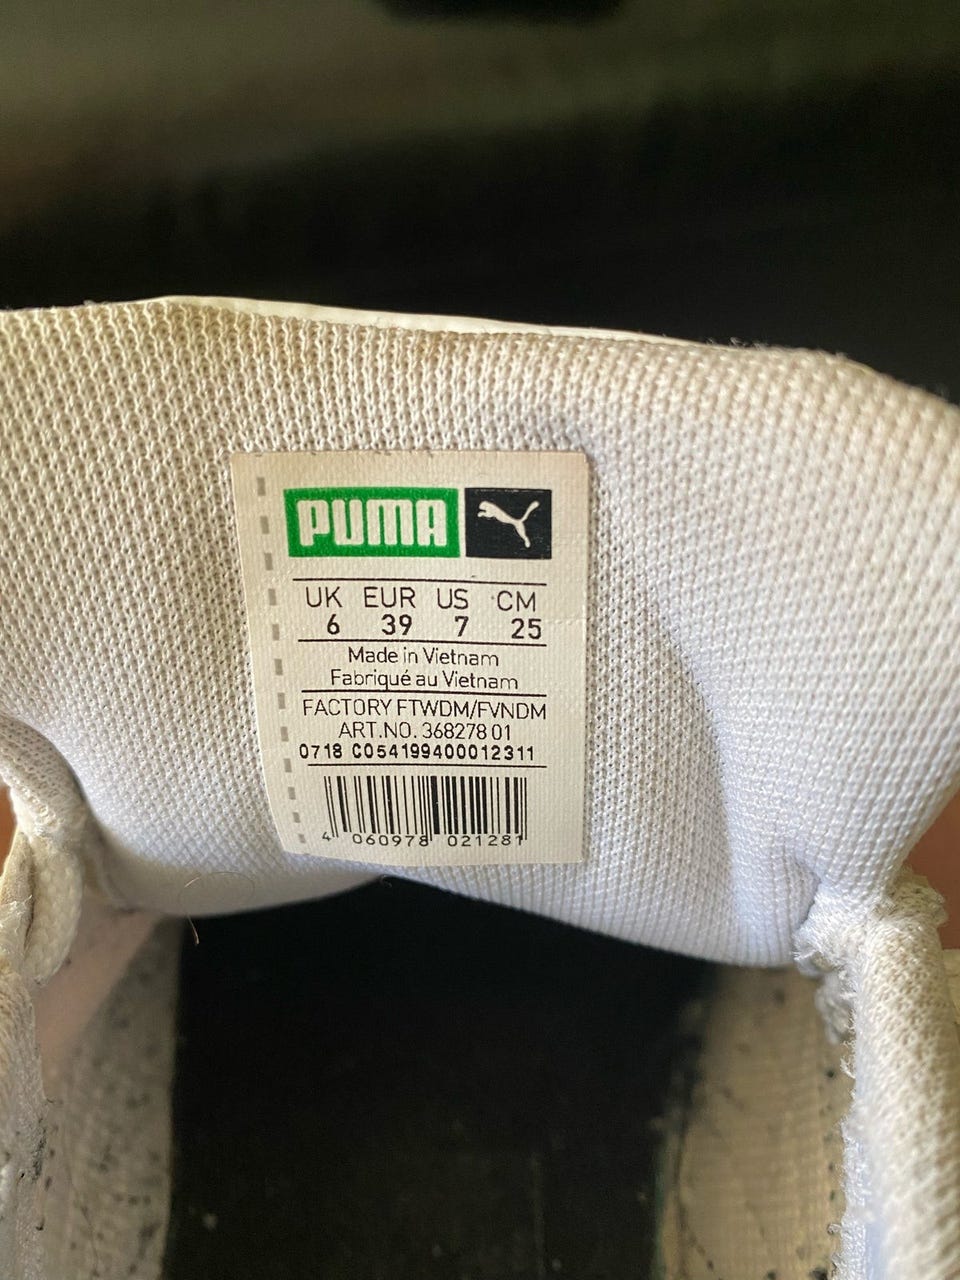 PUMA
UK EUR US CM
6 39 7 25
Made in Vietnam
Fabriqué au Vietnam
FACTORY FTWDM/FVNDM
ART.NO. 368278 01
0718 C054199400012311
4 060978 021281